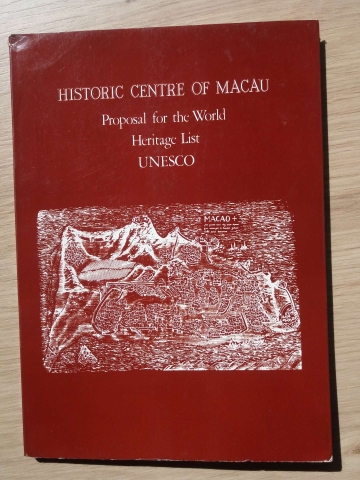 HISTORIC CENTRE OF MACAU
Proposal for the World
Heritage List
UNESCO
MACAO +